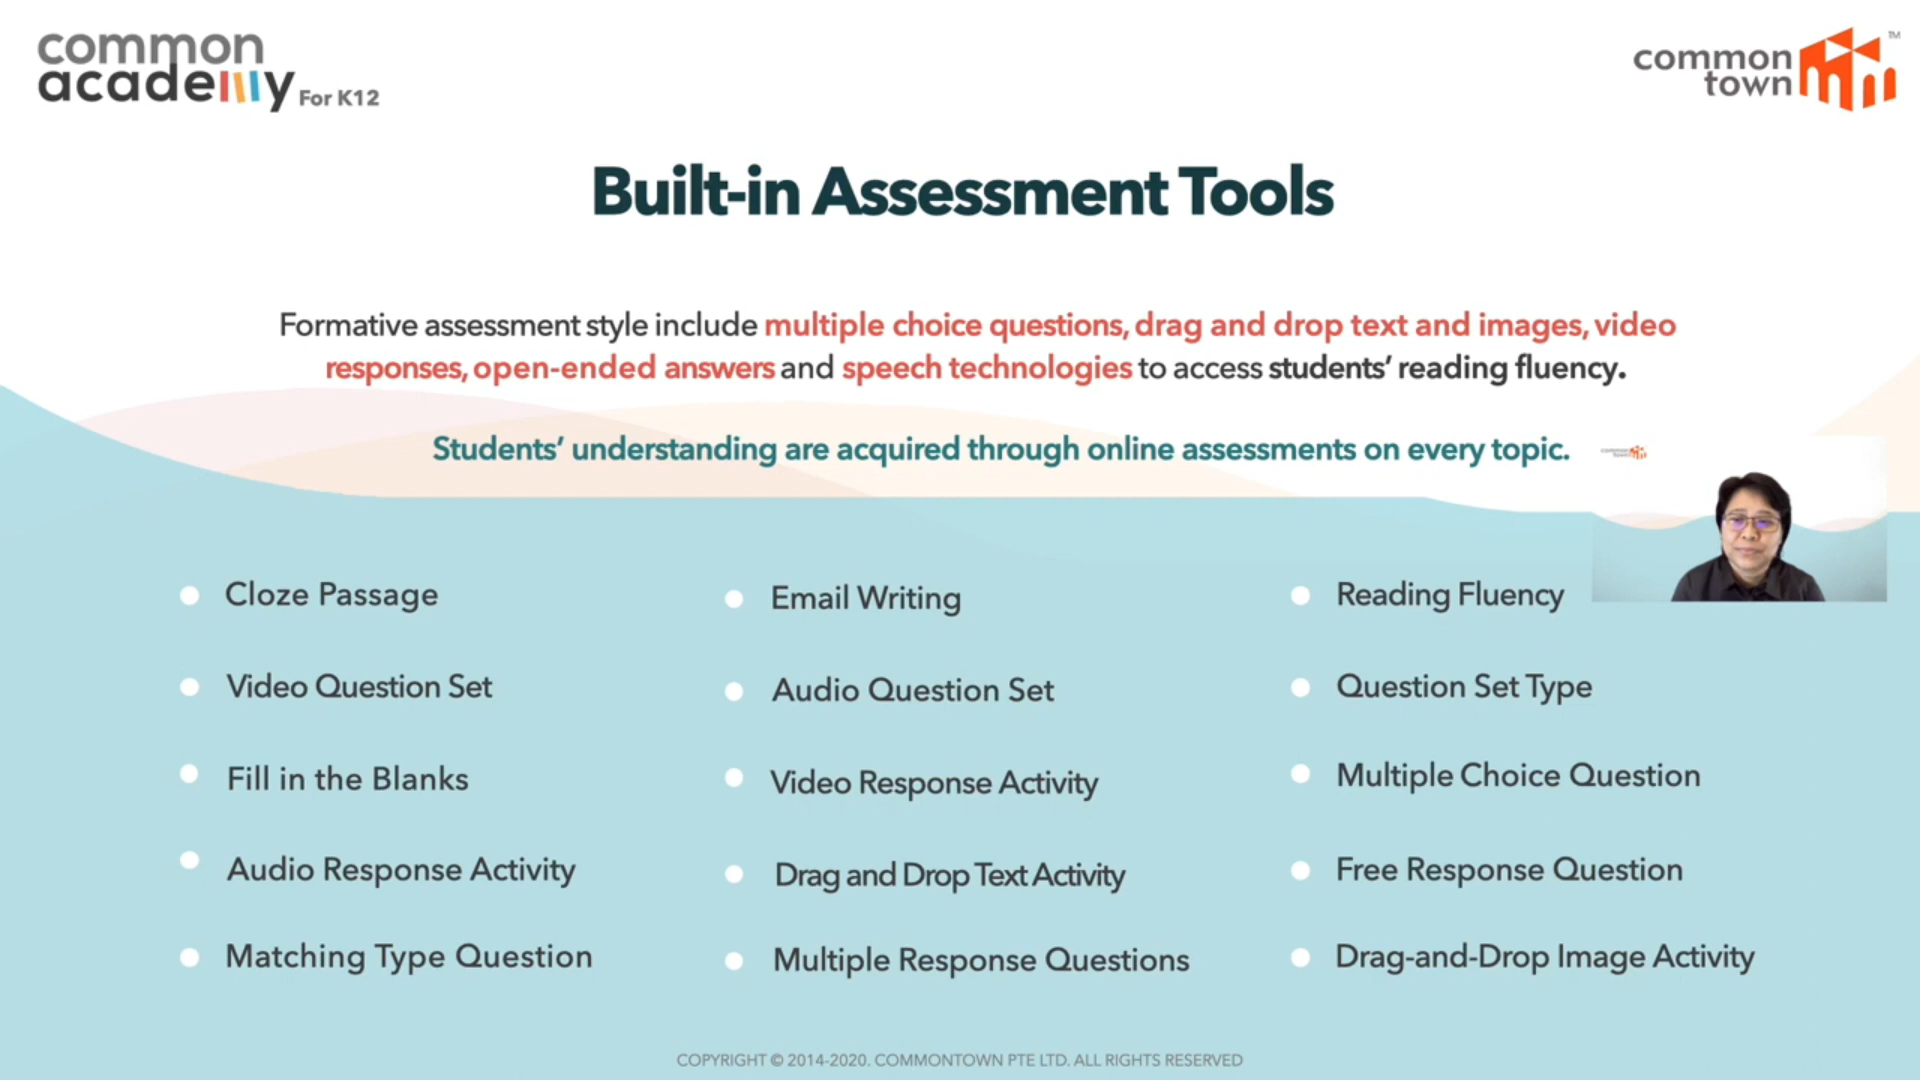 common
academy For K12
common
town
TM
Built-in Assessment Tools
Formative assessment style include multiple choice questions, drag and drop text and images, video
responses, open-ended answers and speech technologies to access students’ reading fluency.
Students’ understanding are acquired through online assessments on every topic.
common
town
Cloze Passage
Video Question Set
Fill in the Blanks
Audio Response Activity
Matching Type Question
Email Writing
Audio Question Set
Video Response Activity
Drag and Drop Text Activity
Multiple Response Questions
Reading Fluency
Question Set Type
Multiple Choice Question
Free Response Question
Drag-and-Drop Image Activity
COPYRIGHT © 2014-2020. COMMONTOWN PTE LTD. ALL RIGHTS RESERVED